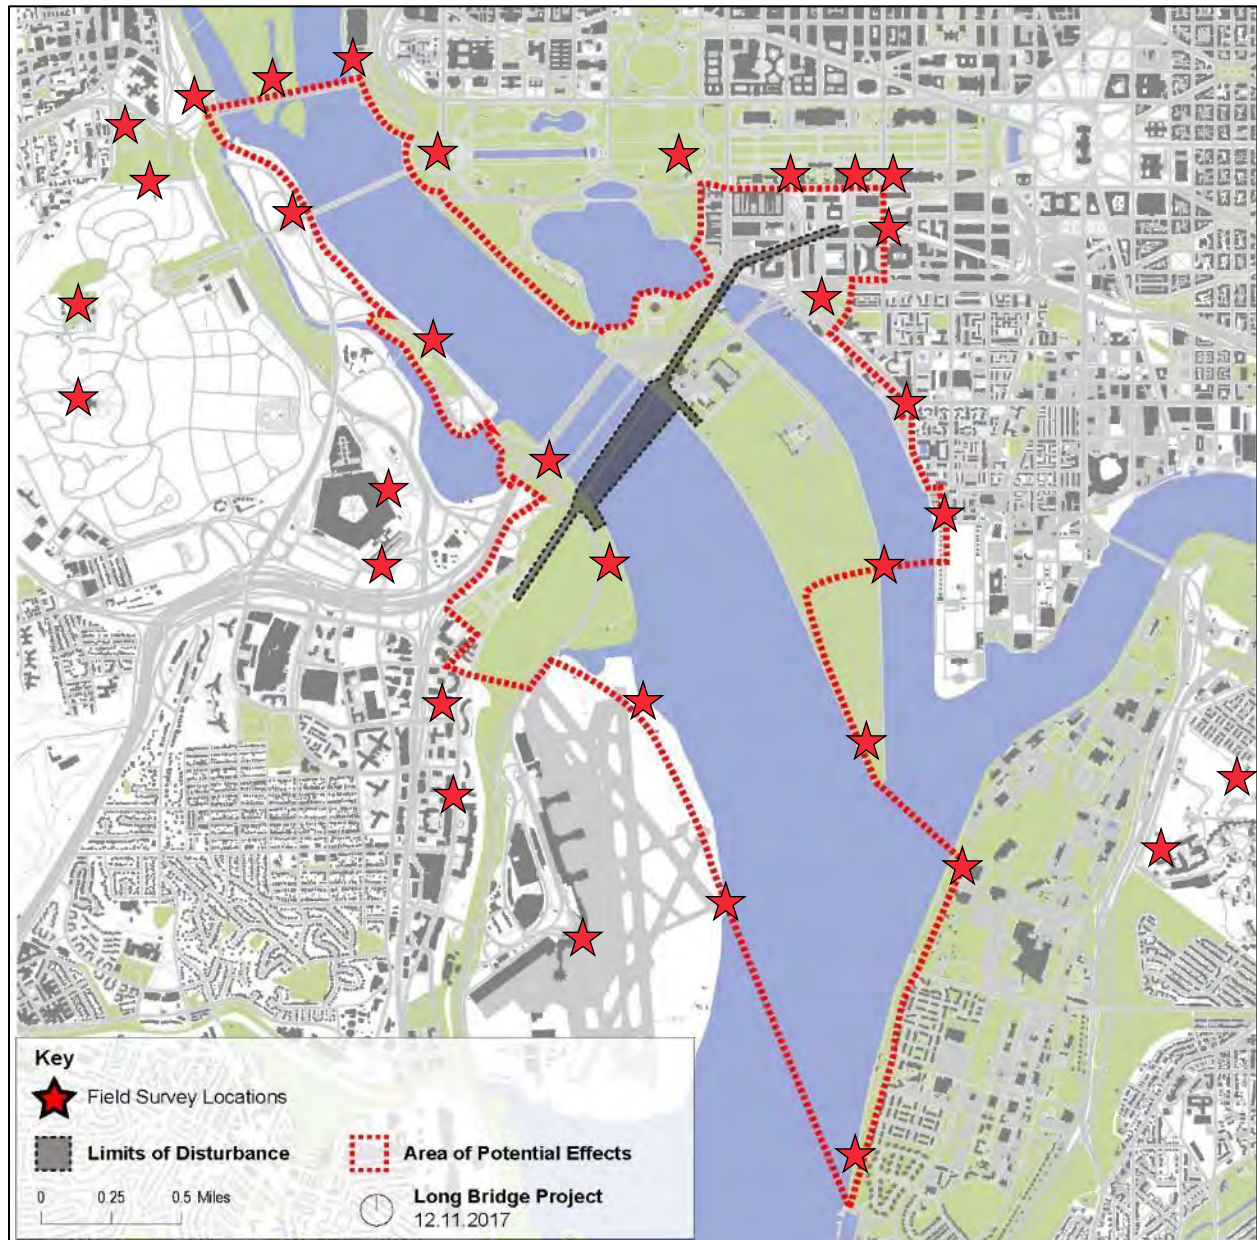 Key
Field Survey Locations
Limits of Disturbance
Area of Potential Effects
0 0.25 0.5 Miles
Long Bridge Project
12.11.2017